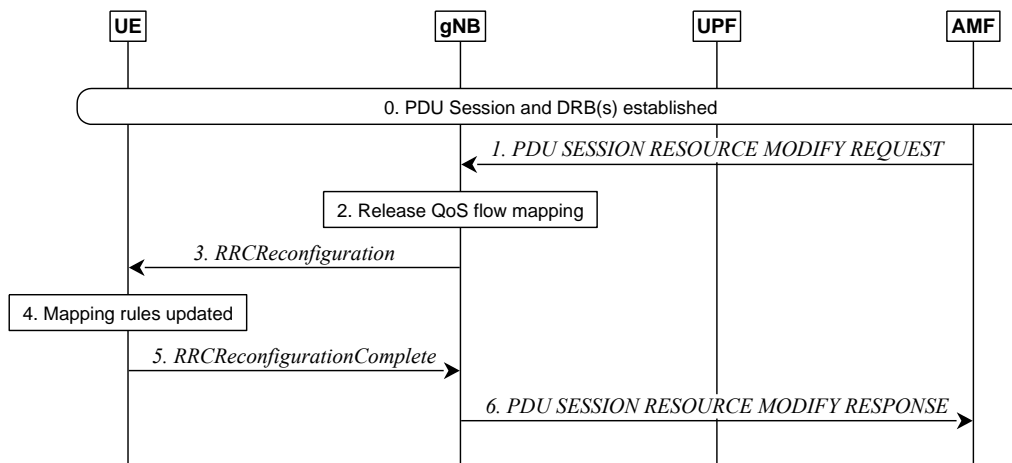 UE gNB UPF AMF
0. PDU Session and DRB(s) established
1. PDU SESSION RESOURCE MODIFY REQUEST
2. Release QoS flow mapping
3. RRCReconfiguration
4. Mapping rules updated
5. RRCReconfigurationComplete
6. PDU SESSION RESOURCE MODIFY RESPONSE